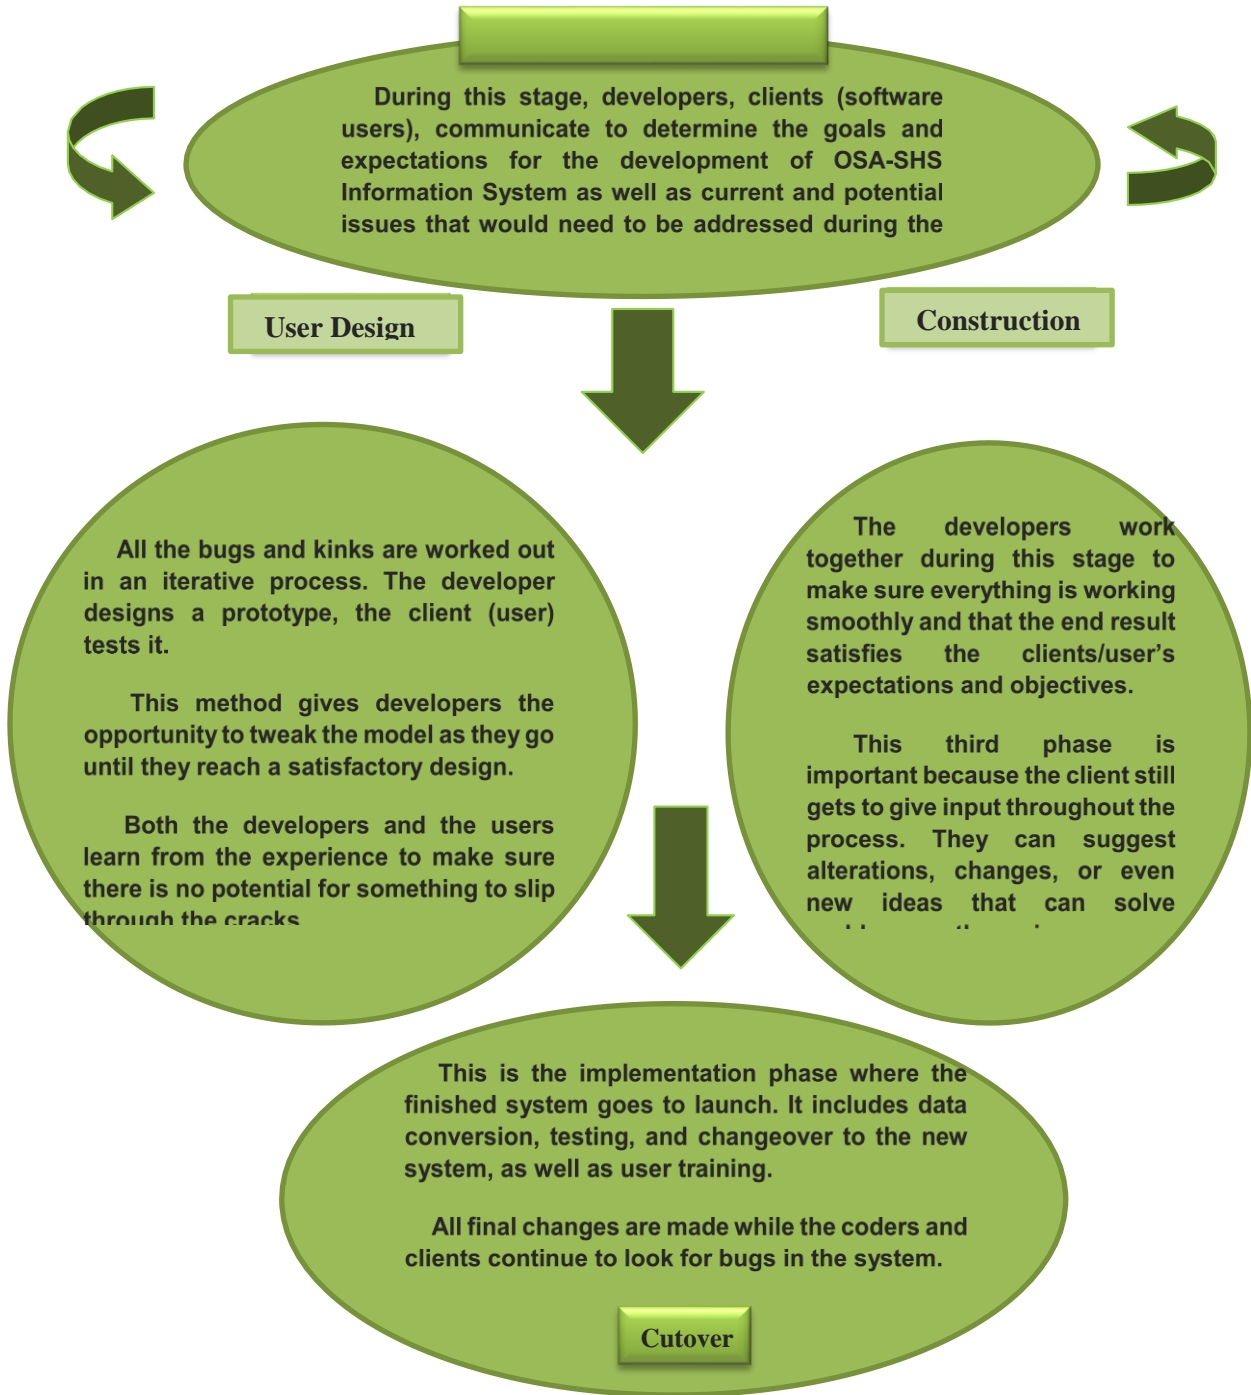 During this stage, developers, clients (software
users), communicate to determine the goals and
expectations for the development of OSA-SHS
Information System as well as current and potential
issues that would need to be addressed during the
User Design
Construction
All the bugs and kinks are worked out
in an iterative process. The developer
designs a prototype, the client (user)
tests it.
This method gives developers the
opportunity to tweak the model as they go
until they reach a satisfactory design.
Both the developers and the users
learn from the experience to make sure
there is no potential for something to slip
through the cracks.
The developers work
together during this stage to
make sure everything is working
smoothly and that the end result
satisfies the clients/user's
expectations and objectives.
This third phase is
important because the client still
gets to give input throughout the
process. They can suggest
alterations, changes, or even
new ideas that can solve
This is the implementation phase where the
finished system goes to launch. It includes data
conversion, testing, and changeover to the new
system, as well as user training.
All final changes are made while the coders and
clients continue to look for bugs in the system.
Cutover